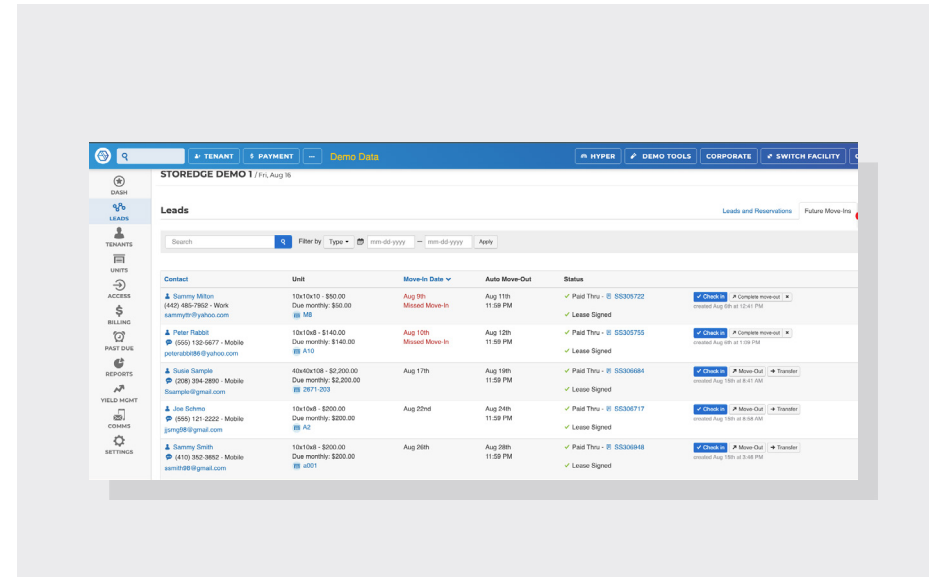 TENANT
$ PAYMENT
Demo Data
HYPER
DEMO TOOLS
CORPORATE
SWITCH FACILITY
STOREDGE DEMO 1 / Fri, Aug 16
DASH
LEADS
TENANTS
UNITS
ACCESS
BILLING
PAST DUE
REPORTS
YIELD MGMT
COMMS
SETTINGS
Leads
Leads and Reservations
Future Move-Ins
Search
Filter by Type mm-dd-yyyy — mm-dd-yyyy Apply
Contact Unit Move-In Date Auto Move-Out Status
Sammy Milton 10x10x10 - $50.00 Aug 9th Aug 11th Paid Thru - SS305722 Check in Complete move-out ×
(442) 485-7952 - Work Due monthly: $50.00 Missed Move-In 11:59 PM created Aug 6th at 12:41 PM
sammyttr@yahoo.com M8 Lease Signed
Peter Rabbit 10x10x8 - $140.00 Aug 10th Aug 12th Paid Thru - SS305755 Check in Complete move-out ×
(555) 132-5677 - Mobile Due monthly: $140.00 Missed Move-In 11:59 PM created Aug 6th at 1:09 PM
peterabbit86@yahoo.com A10 Lease Signed
Susie Sample 40x40x108 - $2,200.00 Aug 17th Aug 19th Paid Thru - SS306684 Check in Move-Out Transfer
(208) 394-2890 - Mobile Due monthly: $2,200.00 11:59 PM created Aug 15th at 8:41 AM
Ssample@gmail.com 2671-203 Lease Signed
Joe Schmo 10x10x8 - $200.00 Aug 22nd Aug 24th Paid Thru - SS306717 Check in Move-Out Transfer
(555) 121-2222 - Mobile Due monthly: $200.00 11:59 PM created Aug 15th at 8:58 AM
jjsmg98@gmail.com A2 Lease Signed
Sammy Smith 10x10x8 - $200.00 Aug 26th Aug 28th Paid Thru - SS306948 Check in Move-Out Transfer
(410) 352-3652 - Mobile Due monthly: $200.00 11:59 PM created Aug 15th at 3:48 PM
ssmith98@gmail.com a001 Lease Signed